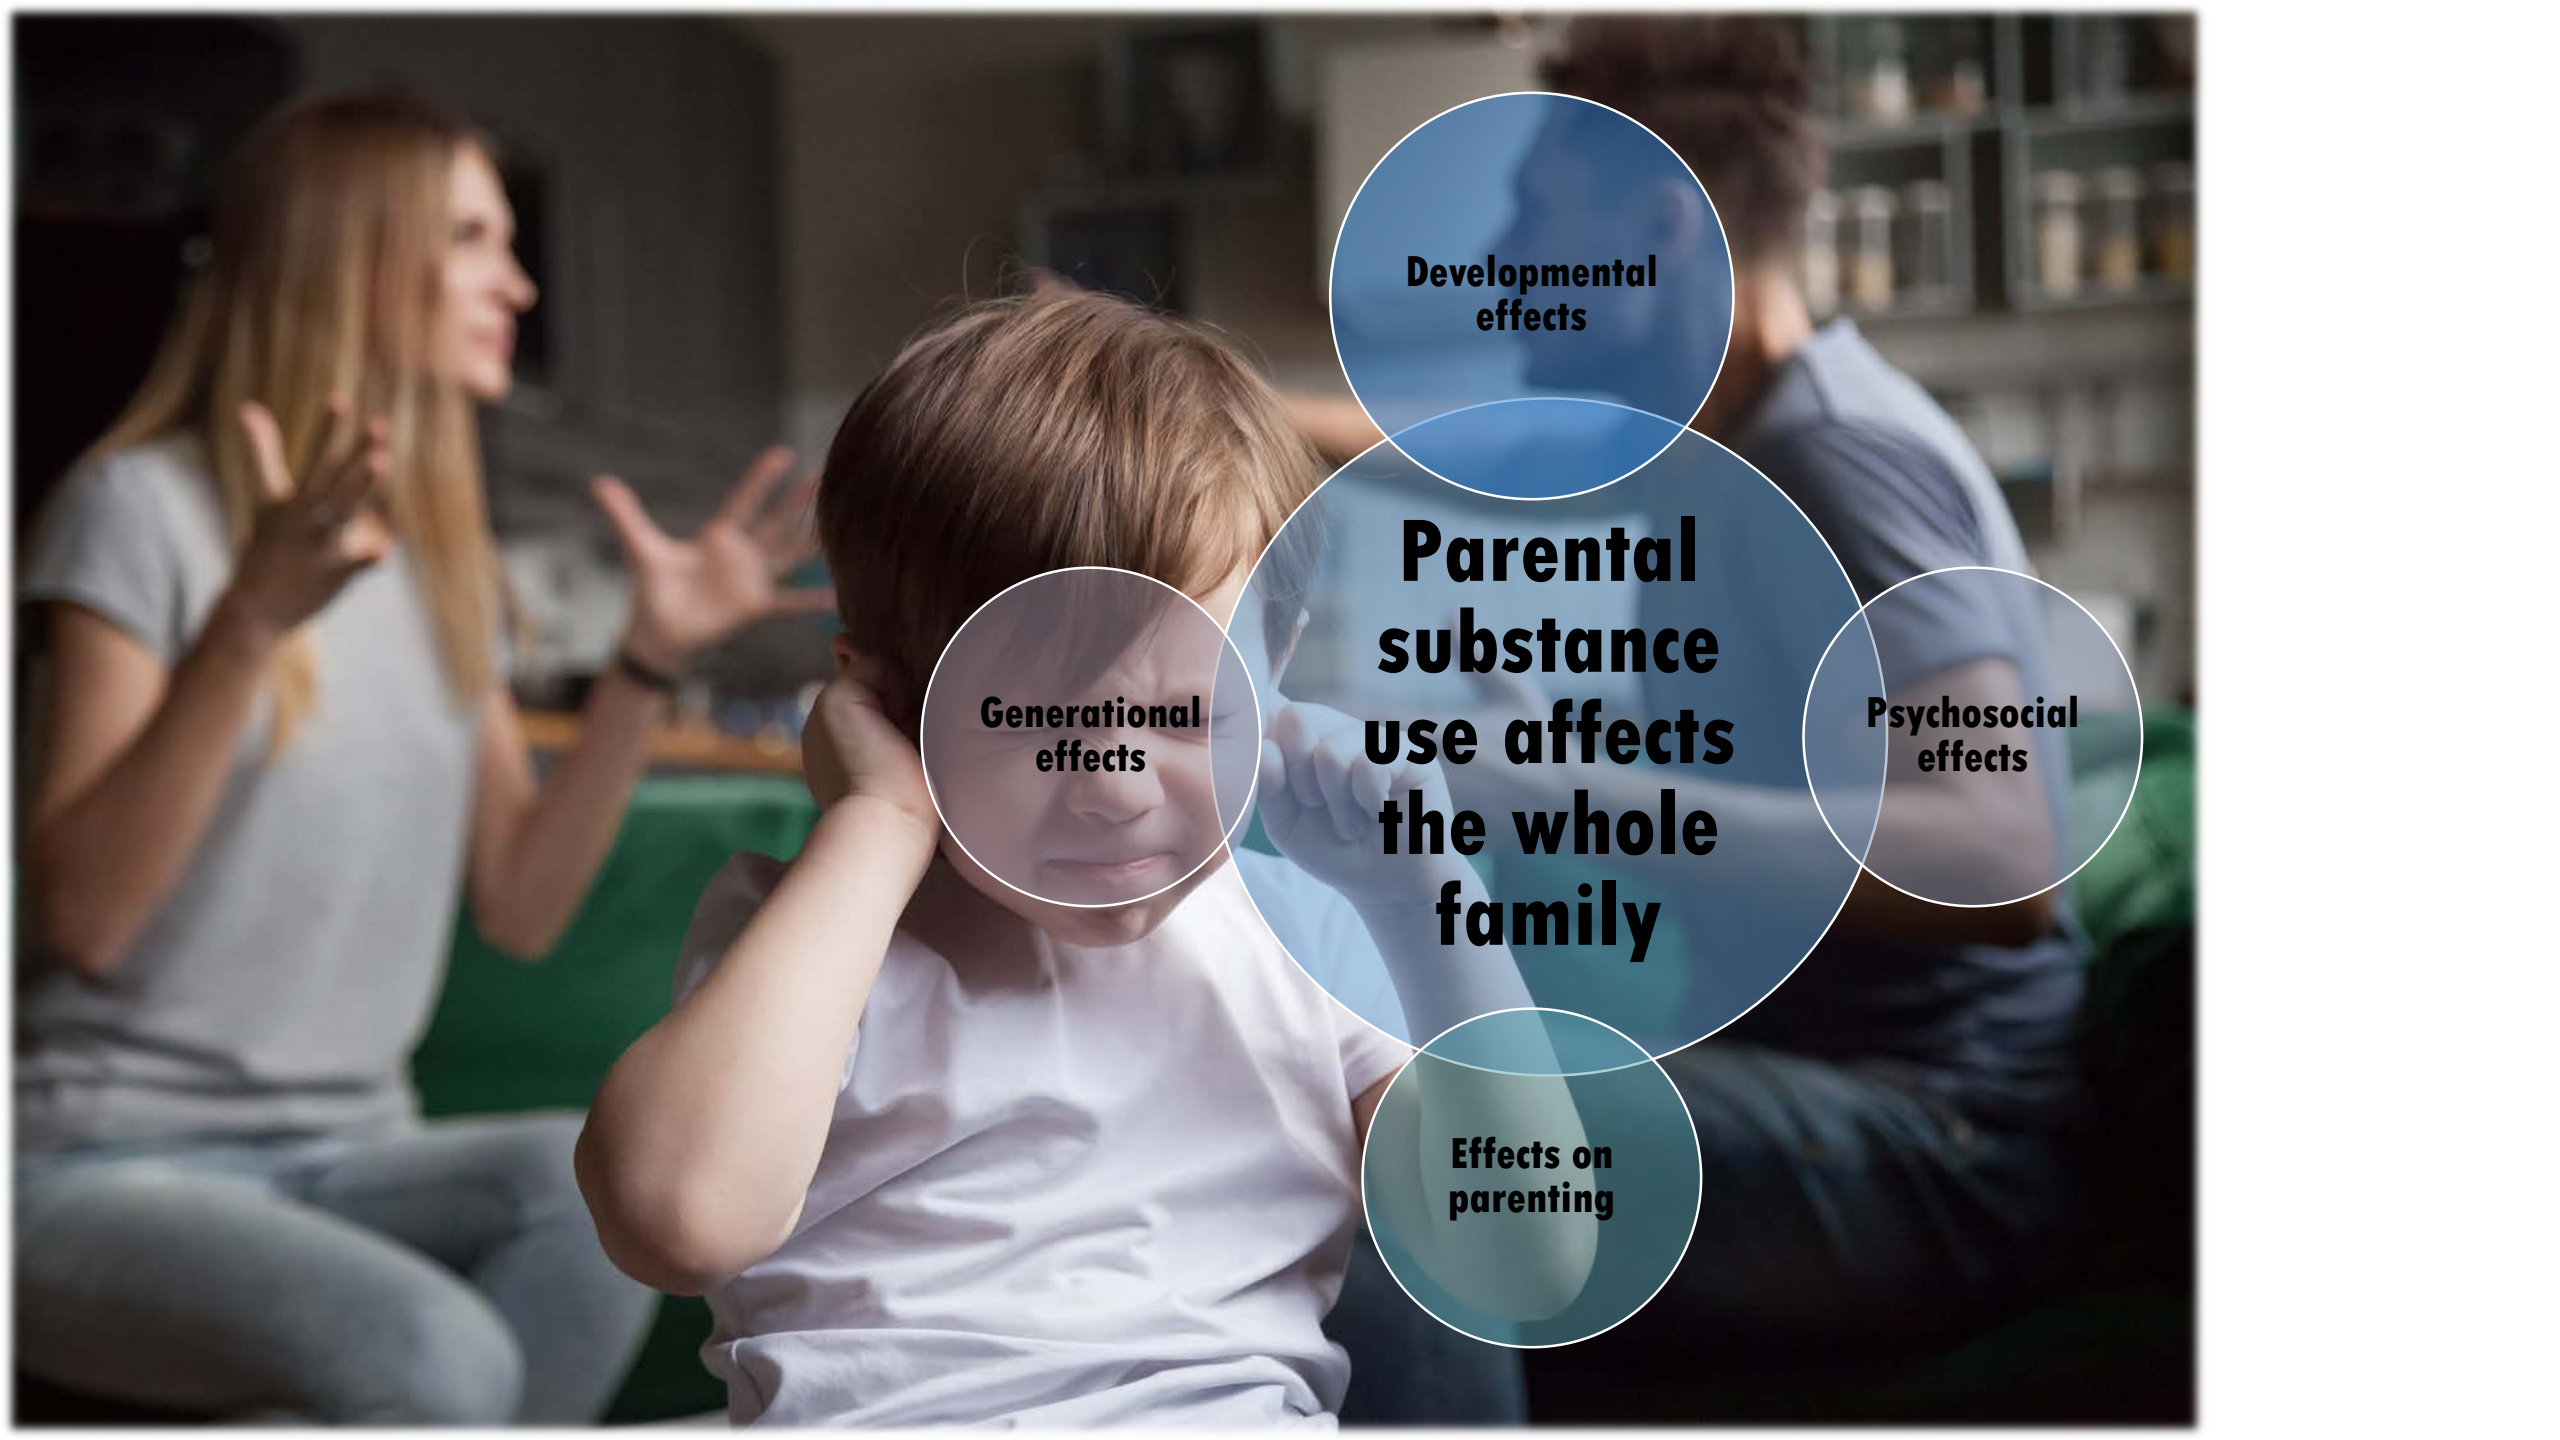 Developmental
effects
Parental
substance
use affects
the whole
family
Generational
effects
Psychosocial
effects
Effects on
parenting